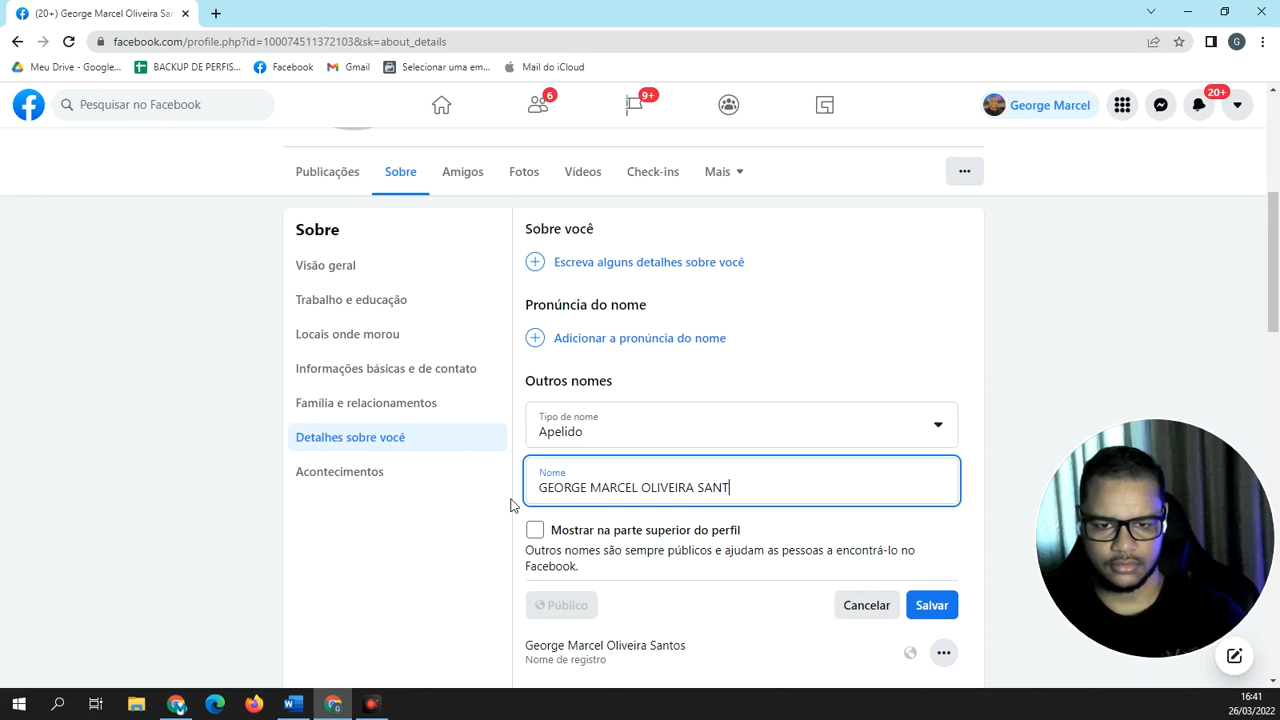 (20+) George Marcel Oliveira San
facebook.com/profile.php?id=100074511372103&sk=about_details
G
Meu Drive - Google...
BACKUP DE PERFIS...
Facebook
Gmail
Selecionar uma em...
Mail do iCloud
Pesquisar no Facebook
6
9+
George Marcel
20+
Publicações
Sobre
Amigos
Fotos
Vídeos
Check-ins
Mais
Sobre
Visão geral
Trabalho e educação
Locais onde morou
Informações básicas e de contato
Família e relacionamentos
Detalhes sobre você
Acontecimentos
Sobre você
Escreva alguns detalhes sobre você
Pronúncia do nome
Adicionar a pronúncia do nome
Outros nomes
Tipo de nome
Apelido
Nome
GEORGE MARCEL OLIVEIRA SANT
Mostrar na parte superior do perfil
Outros nomes são sempre públicos e ajudam as pessoas a encontrá-lo no
Facebook.
Público
Cancelar
Salvar
George Marcel Oliveira Santos
Nome de registro
16:41
26/03/2022